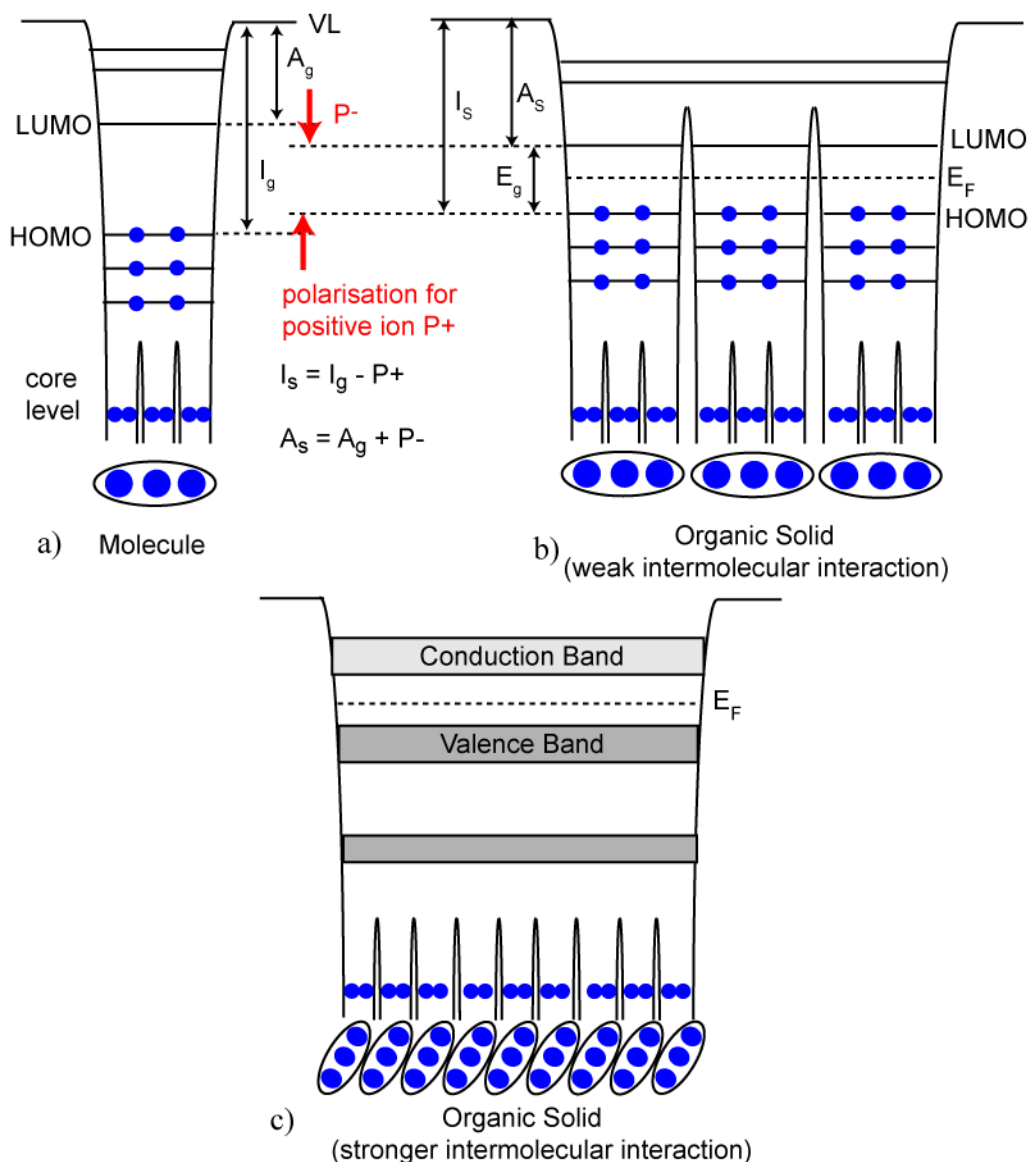 VL
A_g
P-
LUMO
I_g
HOMO
polarisation for
positive ion P+
I_s = I_g - P+
A_s = A_g + P-
core
level
a) Molecule
I_S
A_S
E_g
LUMO
E_F
HOMO
b) Organic Solid
(weak intermolecular interaction)
Conduction Band
E_F
Valence Band
c) Organic Solid
(stronger intermolecular interaction)